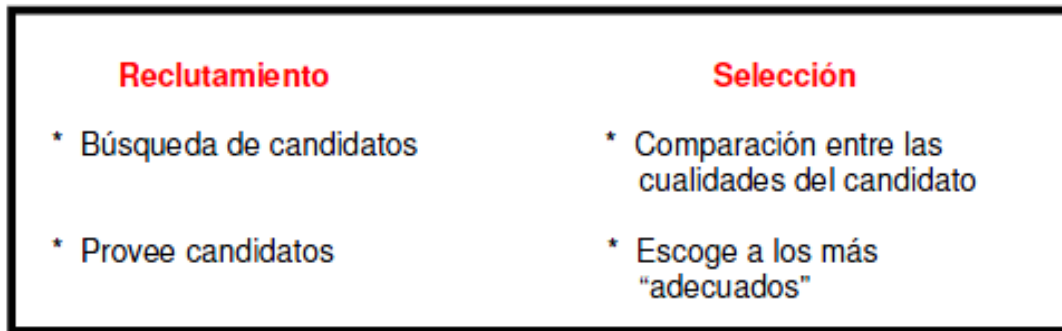 Reclutamiento
* Búsqueda de candidatos
* Provee candidatos
Selección
* Comparación entre las
cualidades del candidato
* Escoge a los más
“adecuados”